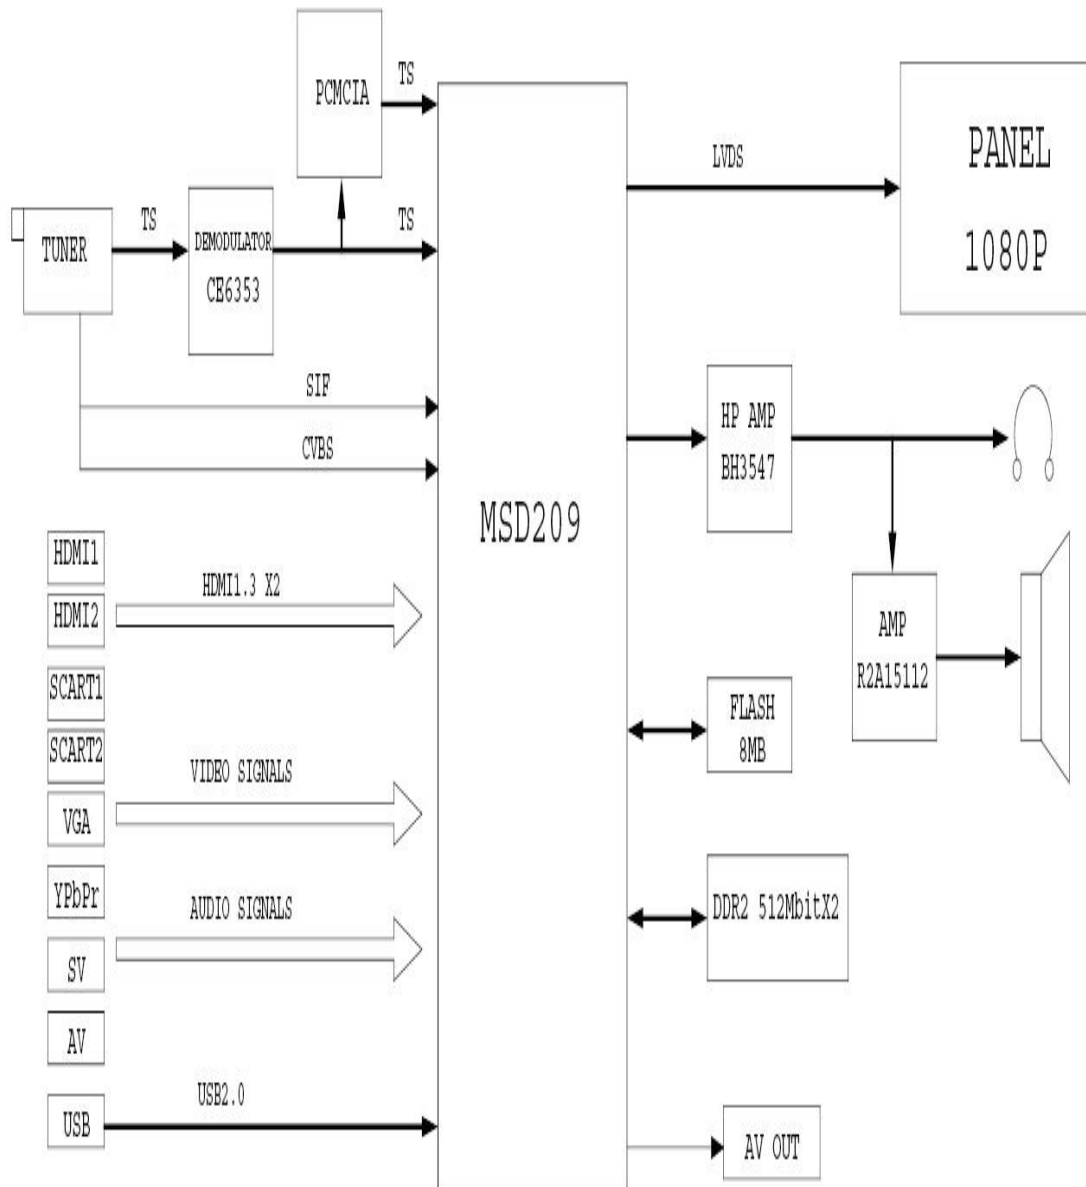 PCMCIA
TS
PANEL
1080P
LVDS
TUNER
TS
DEMODULATOR
CE6353
TS
SIF
CVBS
HP AMP
BH3547
MSD209
HDMI1
HDMI2
HDMI1.3 X2
SCART1
SCART2
VIDEO SIGNALS
VGA
YPbPr
AUDIO SIGNALS
SV
AV
USB
USB2.0
AMP
R2A15112
FLASH
8MB
DDR2 512MbitX2
AV OUT